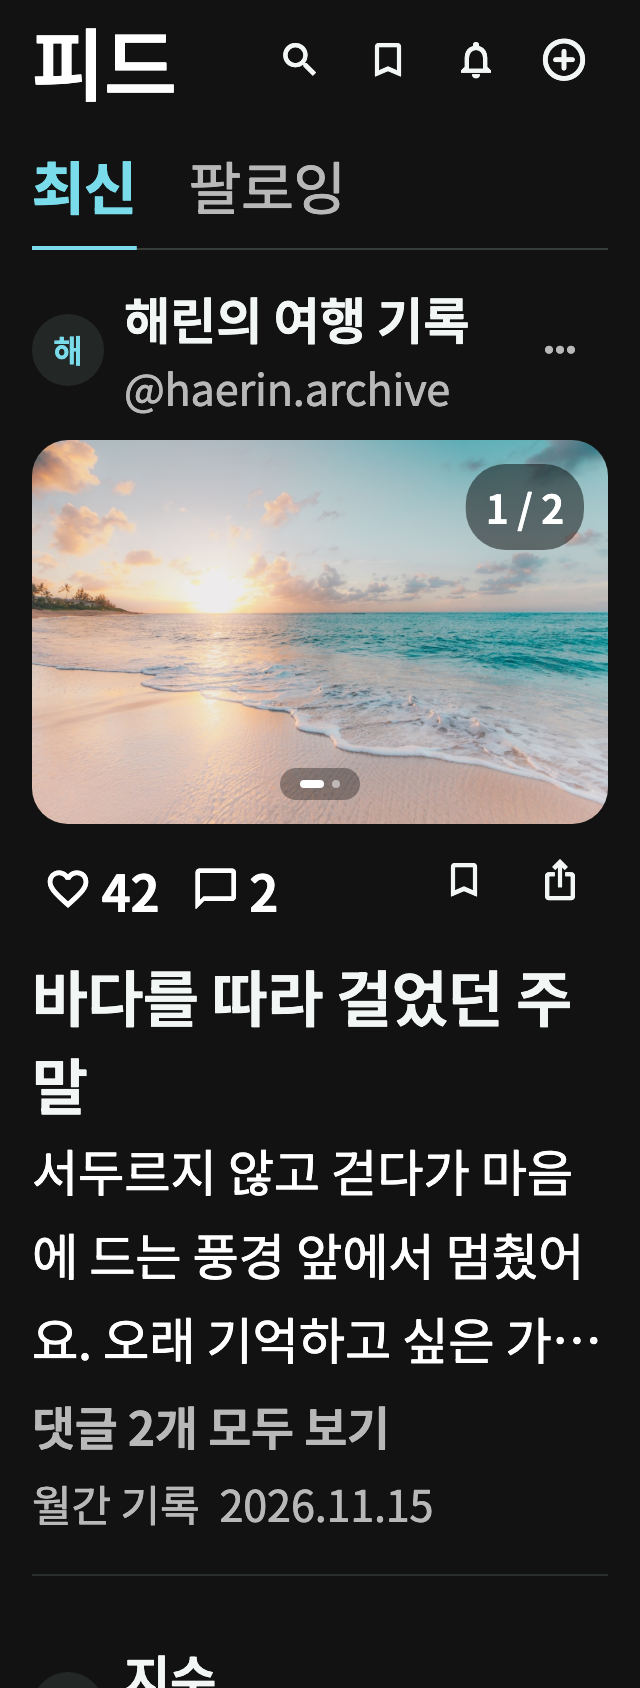 피드
최신 팔로잉
해
해린의 여행 기록
@haerin.archive
1 / 2
42 2
바다를 따라 걸었던 주
말
서두르지 않고 걷다가 마음
에 드는 풍경 앞에서 멈췄어
요. 오래 기억하고 싶은 가…
댓글 2개 모두 보기
월간 기록 2026.11.15
지수